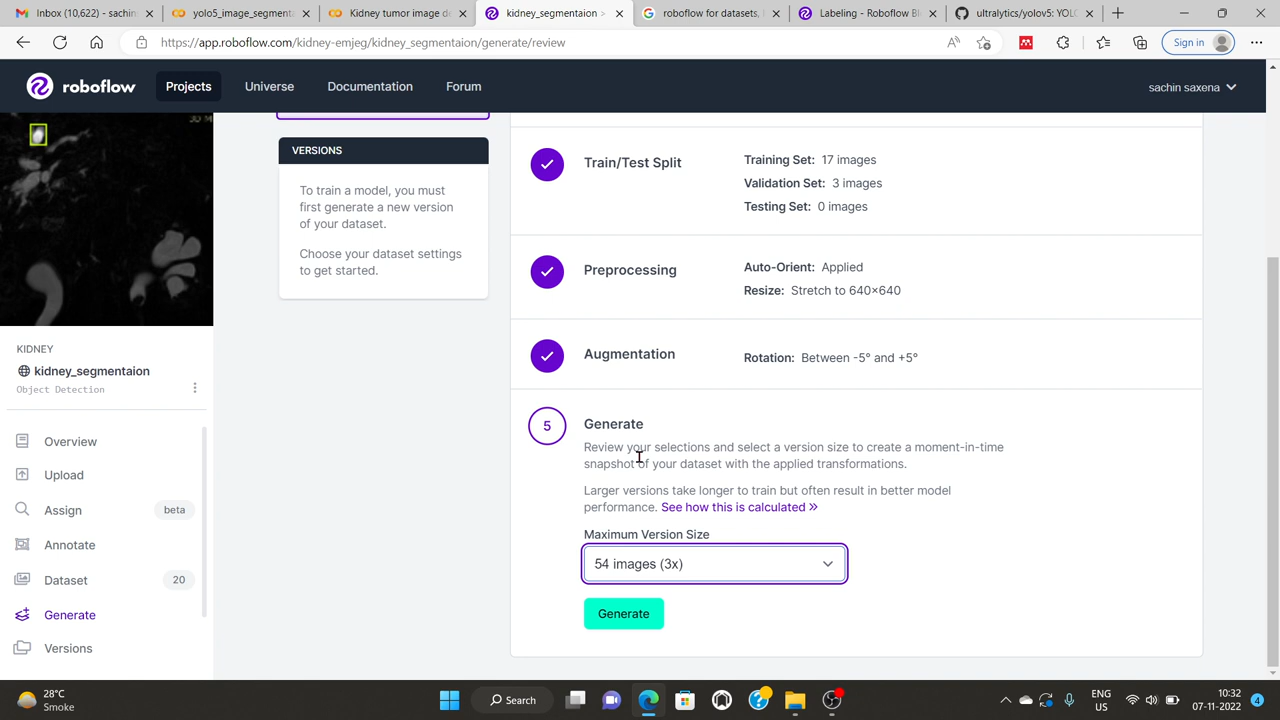 Inbox (10,622) - sachin
yolo5_image_segmentati
Kidney tumor image de
kidney_segmentaion >
roboflow for datasets,
Labeling - Roboflow Bl
ultralytics/yolov5: YOLO
https://app.roboflow.com/kidney-emjeg/kidney_segmentaion/generate/review
Sign in
roboflow
Projects
Universe
Documentation
Forum
sachin saxena
VERSIONS
To train a model, you must
first generate a new version
of your dataset.
Choose your dataset settings
to get started.
Train/Test Split
Training Set: 17 images
Validation Set: 3 images
Testing Set: 0 images
Preprocessing
Auto-Orient: Applied
Resize: Stretch to 640×640
Augmentation
Rotation: Between -5° and +5°
5
Generate
Review your selections and select a version size to create a moment-in-time
snapshot of your dataset with the applied transformations.
Larger versions take longer to train but often result in better model
performance. See how this is calculated »
Maximum Version Size
54 images (3x)
Generate
KIDNEY
kidney_segmentaion
Object Detection
Overview
Upload
Assign
beta
Annotate
Dataset
20
Generate
Versions
28°C
Smoke
Search
ENG
US
10:32
07-11-2022
4